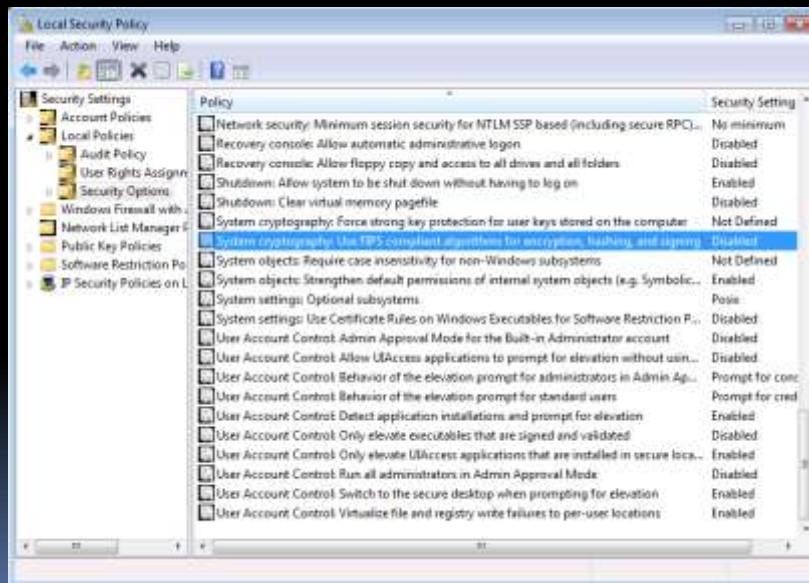 Local Security Policy
File Action View Help
Security Settings
Account Policies
Local Policies
Audit Policy
User Rights Assignm
Security Options
Windows Firewall with
Network List Manager P
Public Key Policies
Software Restriction Po
IP Security Policies on L
Policy Security Setting
Network security: Minimum session security for NTLM SSP based (including secure RPC)... No minimum
Recovery console: Allow automatic administrative logon Disabled
Recovery console: Allow floppy copy and access to all drives and all folders Disabled
Shutdown: Allow system to be shut down without having to log on Enabled
Shutdown: Clear virtual memory pagefile Disabled
System cryptography: Force strong key protection for user keys stored on the computer Not Defined
System cryptography: Use FIPS compliant algorithms for encryption, hashing, and signing Disabled
System objects: Require case insensitivity for non-Windows subsystems Not Defined
System objects: Strengthen default permissions of internal system objects (e.g. Symbolic... Enabled
System settings: Optional subsystems Posix
System settings: Use Certificate Rules on Windows Executables for Software Restriction P... Disabled
User Account Control: Admin Approval Mode for the Built-in Administrator account Disabled
User Account Control: Allow UIAccess applications to prompt for elevation without usin... Disabled
User Account Control: Behavior of the elevation prompt for administrators in Admin Ap... Prompt for cons
User Account Control: Behavior of the elevation prompt for standard users Prompt for cred
User Account Control: Detect application installations and prompt for elevation Enabled
User Account Control: Only elevate executables that are signed and validated Disabled
User Account Control: Only elevate UIAccess applications that are installed in secure loca... Enabled
User Account Control: Run all administrators in Admin Approval Mode Disabled
User Account Control: Switch to the secure desktop when prompting for elevation Enabled
User Account Control: Virtualize file and registry write failures to per-user locations Enabled